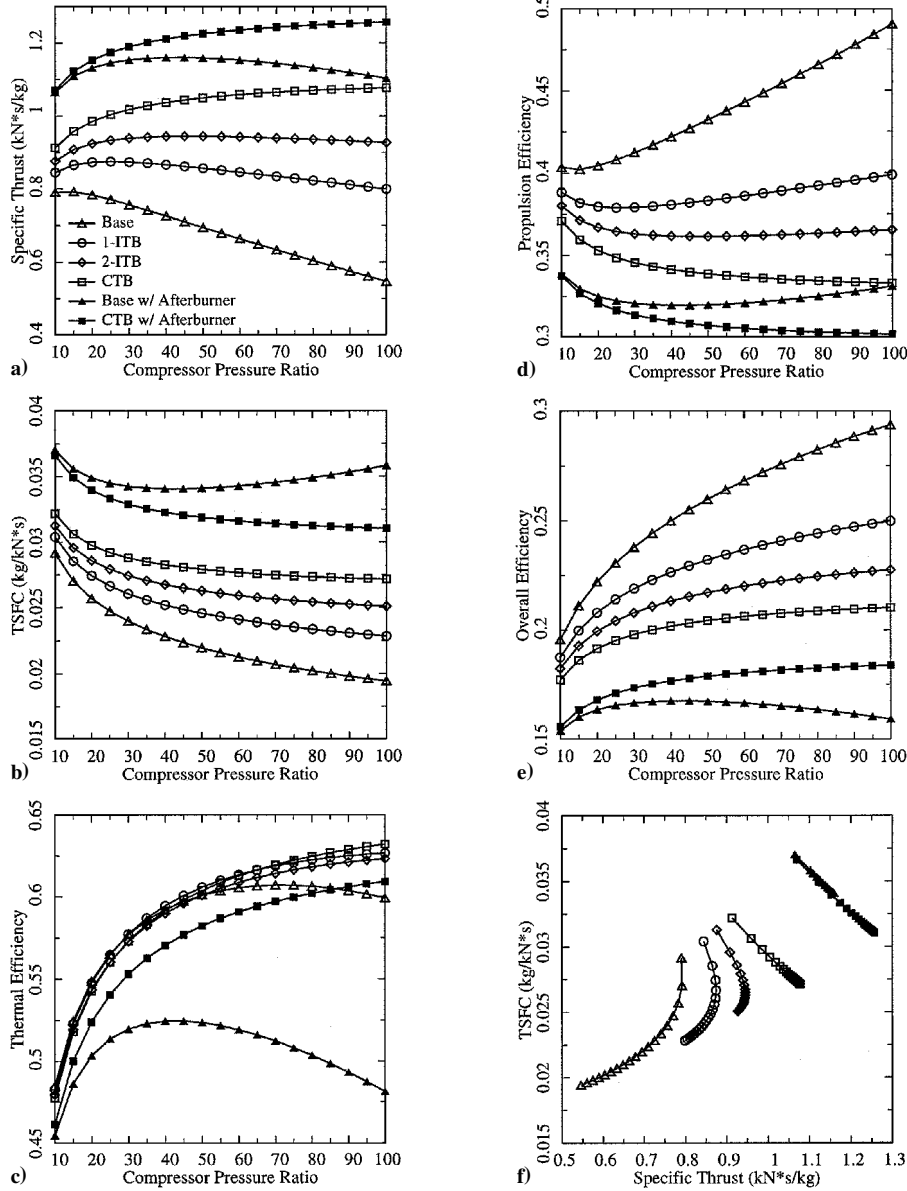 Specific Thrust (kN*s/kg)
0.4 0.6 0.8 1 1.2
Base
1-ITB
2-ITB
CTB
Base w/ Afterburner
CTB w/ Afterburner
10 20 30 40 50 60 70 80 90 100
a) Compressor Pressure Ratio
Propulsion Efficiency
0.3 0.35 0.4 0.45 0.5
10 20 30 40 50 60 70 80 90 100
d) Compressor Pressure Ratio
TSFC (kg/kN*s)
0.015 0.02 0.025 0.03 0.035 0.04
10 20 30 40 50 60 70 80 90 100
b) Compressor Pressure Ratio
Overall Efficiency
0.15 0.2 0.25 0.3
10 20 30 40 50 60 70 80 90 100
e) Compressor Pressure Ratio
Thermal Efficiency
0.45 0.5 0.55 0.6 0.65
10 20 30 40 50 60 70 80 90 100
c) Compressor Pressure Ratio
TSFC (kg/kN*s)
0.015 0.02 0.025 0.03 0.035 0.04
0.5 0.6 0.7 0.8 0.9 1 1.1 1.2 1.3
f) Specific Thrust (kN*s/kg)